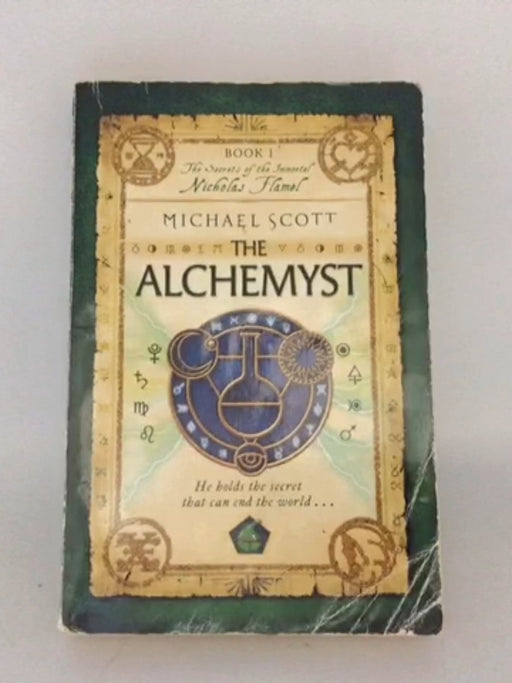 BOOK 1
The Secrets of the Immortal
Nicholas Flamel
MICHAEL SCOTT
THE
ALCHEMYST
He holds the secret
that can end the world...